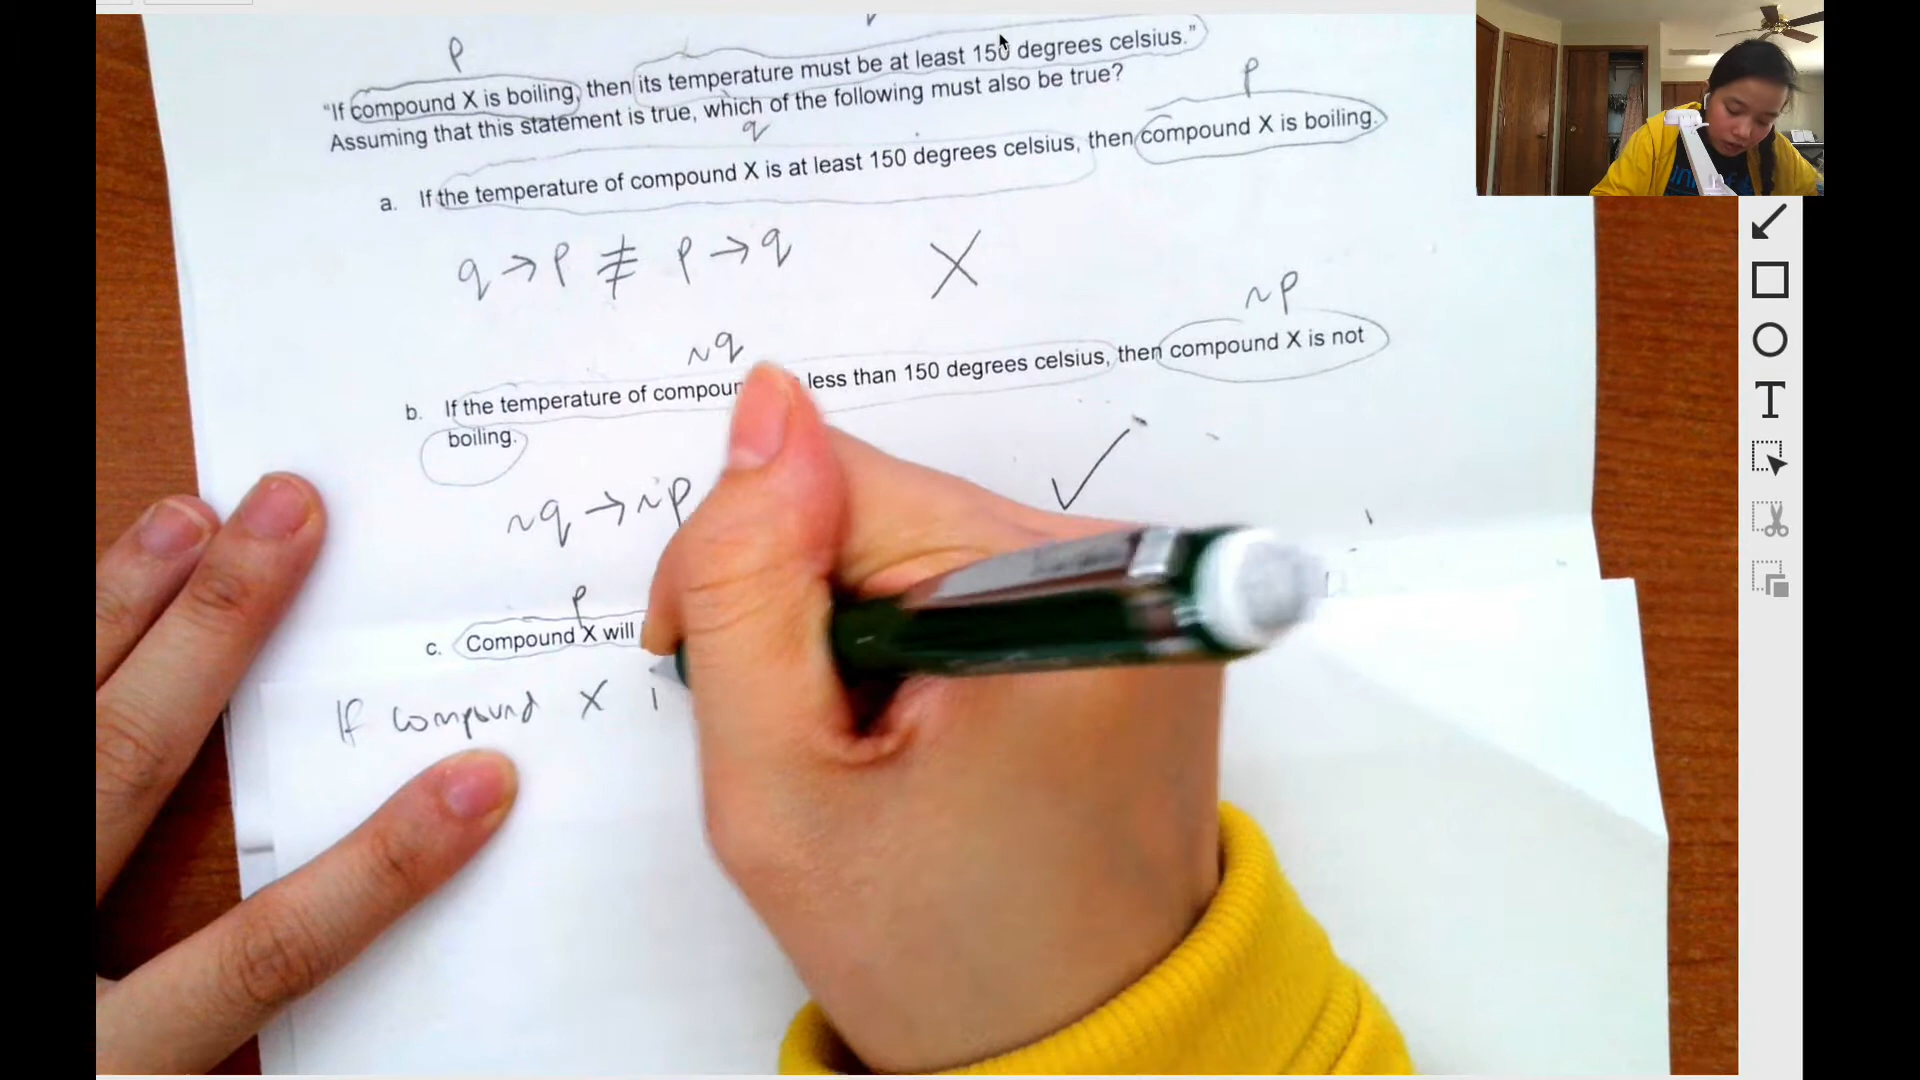 p
"If compound X is boiling, then its temperature must be at least 150 degrees celsius."
Assuming that this statement is true, which of the following must also be true?
q
p
a. If the temperature of compound X is at least 150 degrees celsius, then compound X is boiling.
q → p ≢ p → q X
~q
~p
b. If the temperature of less than 150 degrees celsius, then compound X is not
boiling.
~q → ~p ✓
p
c. Compound X will
If compound X
T